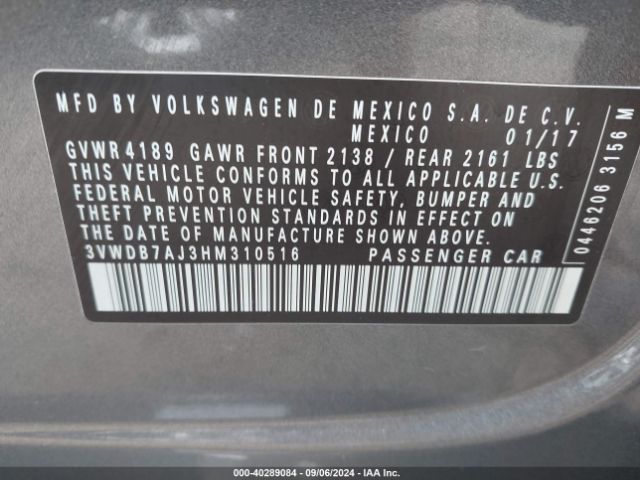 MFD BY VOLKSWAGEN DE MEXICO S.A. DE C.V.
MEXICO 01/17
GVWR 4189 GAWR FRONT 2138 / REAR 2161 LBS
THIS VEHICLE CONFORMS TO ALL APPLICABLE U.S.
FEDERAL MOTOR VEHICLE SAFETY, BUMPER AND
THEFT PREVENTION STANDARDS IN EFFECT ON
THE DATE OF MANUFACTURE SHOWN ABOVE.
3VWDB7AJ3HM310516 PASSENGER CAR
0446206 3156 M
000-40289084 - 09/06/2024 - IAA Inc.